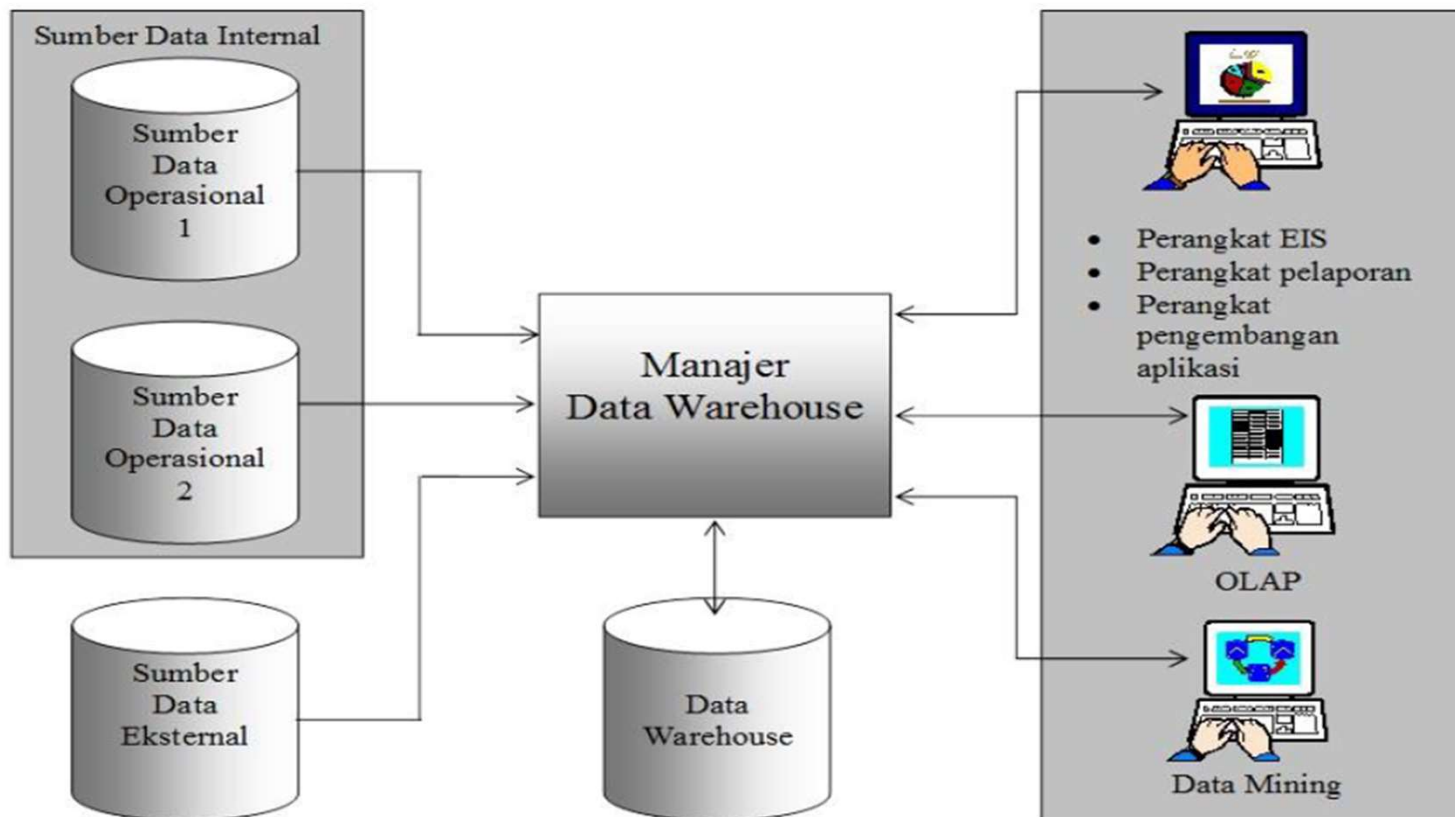 Sumber Data Internal
Sumber
Data
Operasional
1
Sumber
Data
Operasional
2
Sumber
Data
Eksternal
Manajer
Data Warehouse
Data
Warehouse
• Perangkat EIS
• Perangkat pelaporan
• Perangkat
pengembangan
aplikasi
OLAP
Data Mining